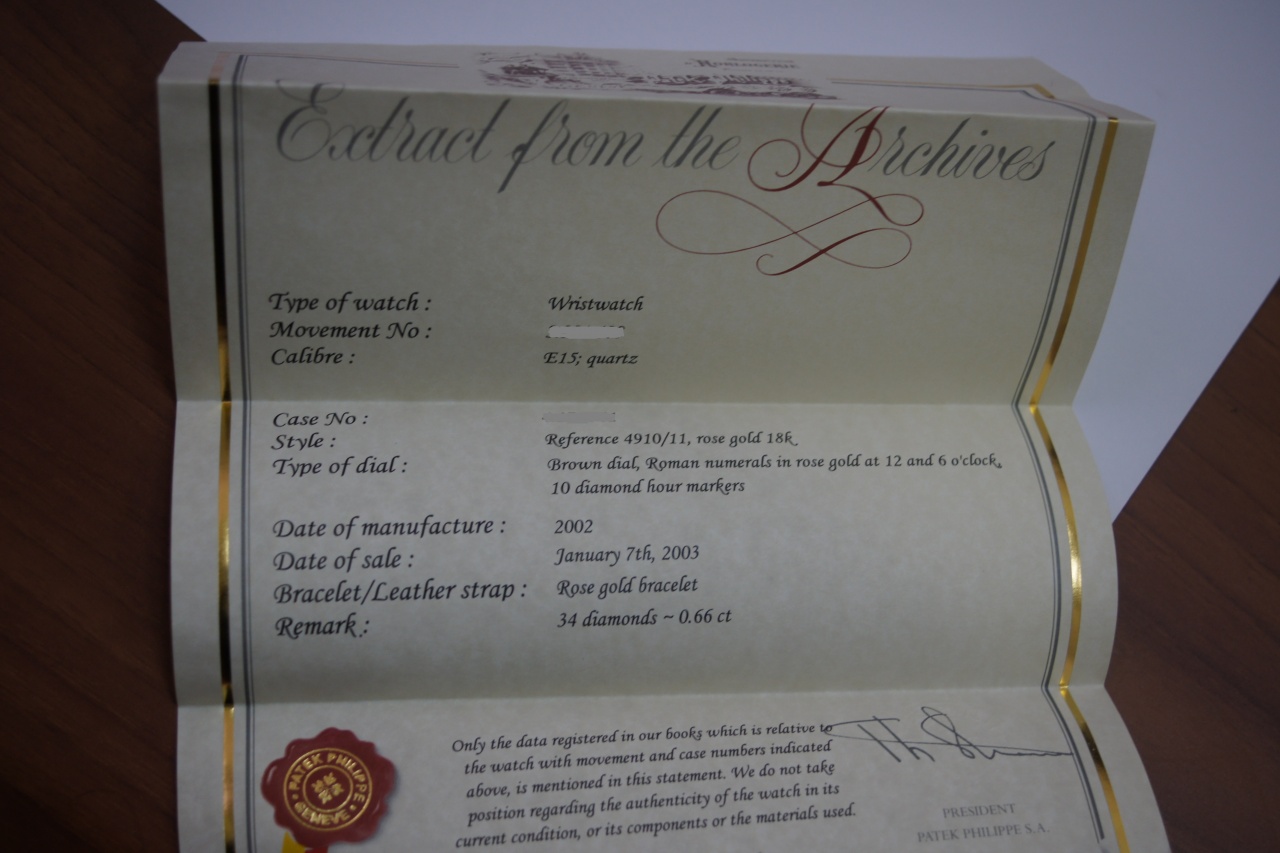 HORLOGERIE
Extract from the Archives
Type of watch : Wristwatch
Movement No :
Calibre : E15; quartz
Case No :
Style : Reference 4910/11, rose gold 18k
Type of dial : Brown dial, Roman numerals in rose gold at 12 and 6 o'clock,
10 diamond hour markers
Date of manufacture : 2002
Date of sale : January 7th, 2003
Bracelet/Leather strap : Rose gold bracelet
Remark : 34 diamonds ~ 0.66 ct
Only the data registered in our books which is relative to
the watch with movement and case numbers indicated
above, is mentioned in this statement. We do not take
position regarding the authenticity of the watch in its
current condition, or its components or the materials used.
PATEK PHILIPPE
GENEVE
PRESIDENT
PATEK PHILIPPE S.A.